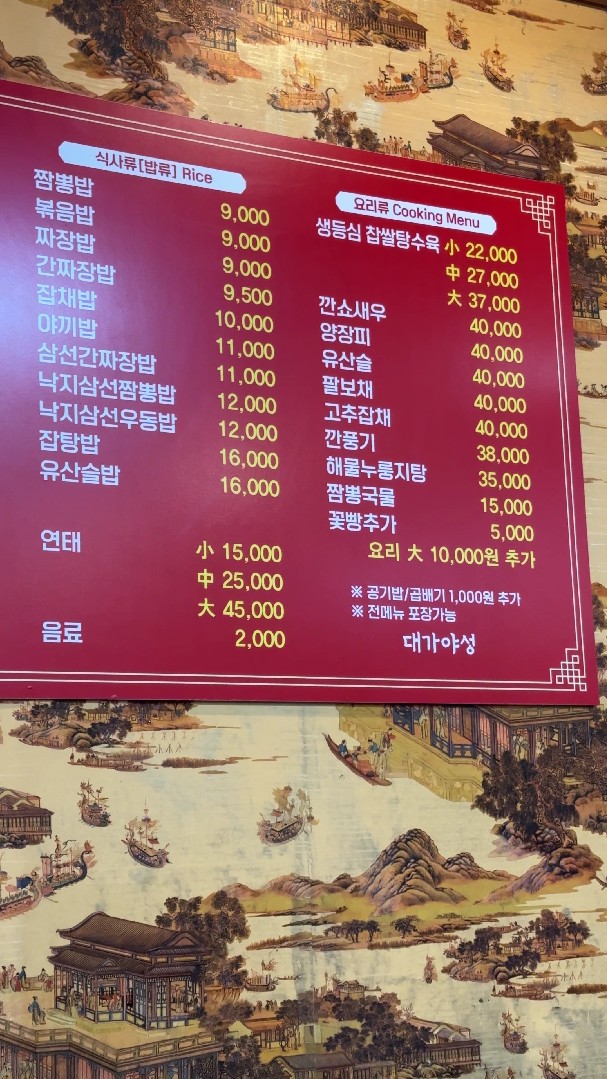 식사류[밥류] Rice
짬뽕밥 9,000
볶음밥 9,000
짜장밥 9,000
간짜장밥 9,500
잡채밥 10,000
야끼밥 11,000
삼선간짜장밥 11,000
낙지삼선짬뽕밥 12,000
낙지삼선우동밥 12,000
잡탕밥 16,000
유산슬밥 16,000
연태 小 15,000
中 25,000
大 45,000
음료 2,000
요리류 Cooking Menu
생등심 찹쌀탕수육 小 22,000
中 27,000
大 37,000
깐쇼새우 40,000
양장피 40,000
유산슬 40,000
팔보채 40,000
고추잡채 40,000
깐풍기 38,000
해물누룽지탕 35,000
짬뽕국물 15,000
꽃빵추가 5,000
요리 大 10,000원 추가
※ 공기밥/곱배기 1,000원 추가
※ 전메뉴 포장가능
대가야성